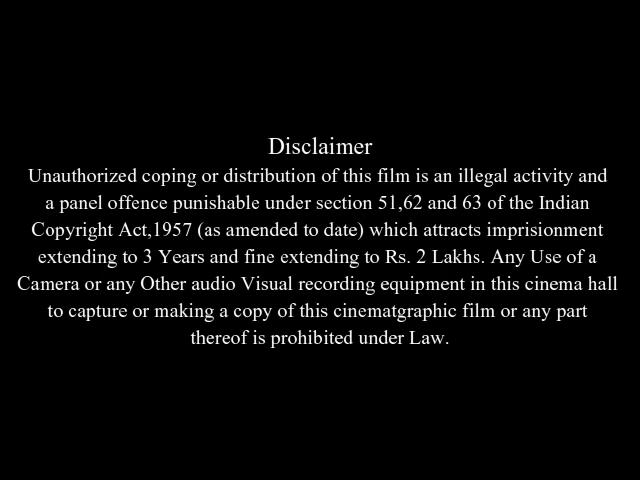 Disclaimer
Unauthorized coping or distribution of this film is an illegal activity and
a panel offence punishable under section 51,62 and 63 of the Indian
Copyright Act,1957 (as amended to date) which attracts imprisionment
extending to 3 Years and fine extending to Rs. 2 Lakhs. Any Use of a
Camera or any Other audio Visual recording equipment in this cinema hall
to capture or making a copy of this cinematgraphic film or any part
thereof is prohibited under Law.